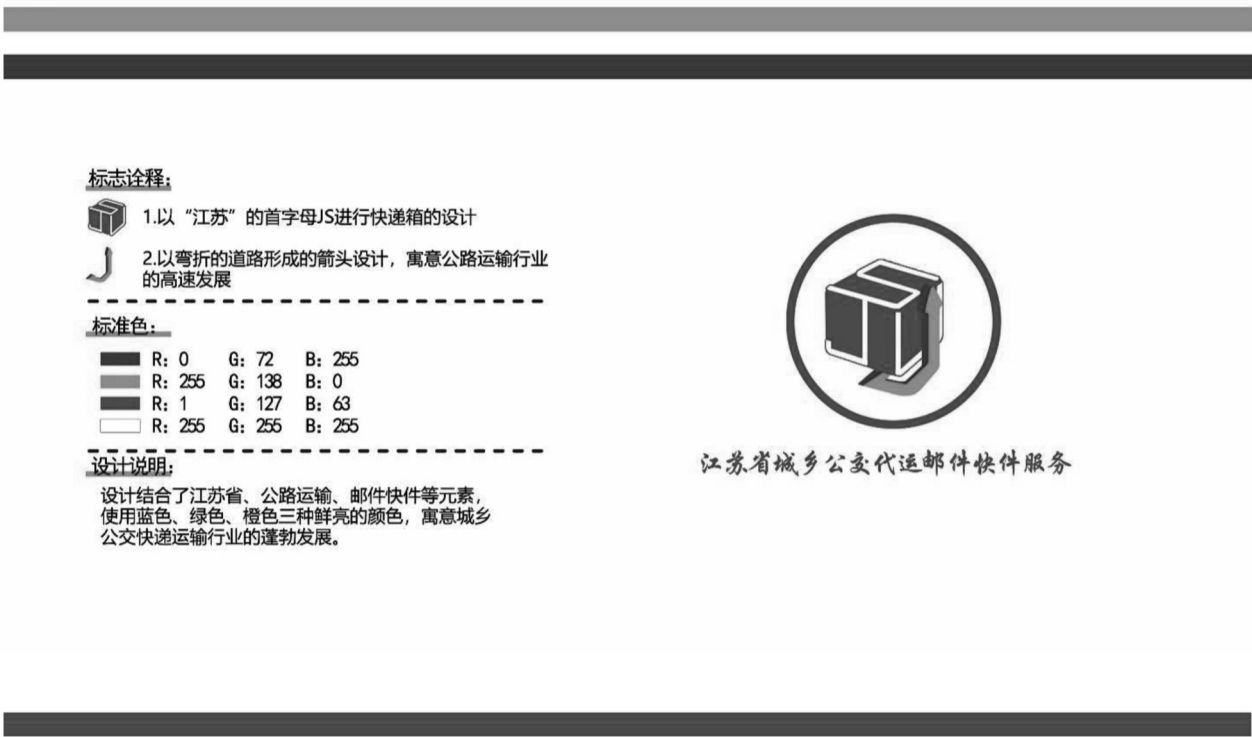 标志诠释：
1.以“江苏”的首字母JS进行快递箱的设计
2.以弯折的道路形成的箭头设计，寓意公路运输行业
的高速发展
标准色：
R：0 G：72 B：255
R：255 G：138 B：0
R：1 G：127 B：63
R：255 G：255 B：255
设计说明：
设计结合了江苏省、公路运输、邮件快件等元素，
使用蓝色、绿色、橙色三种鲜亮的颜色，寓意城乡
公交快递运输行业的蓬勃发展。
江苏省城乡公交代运邮件快件服务